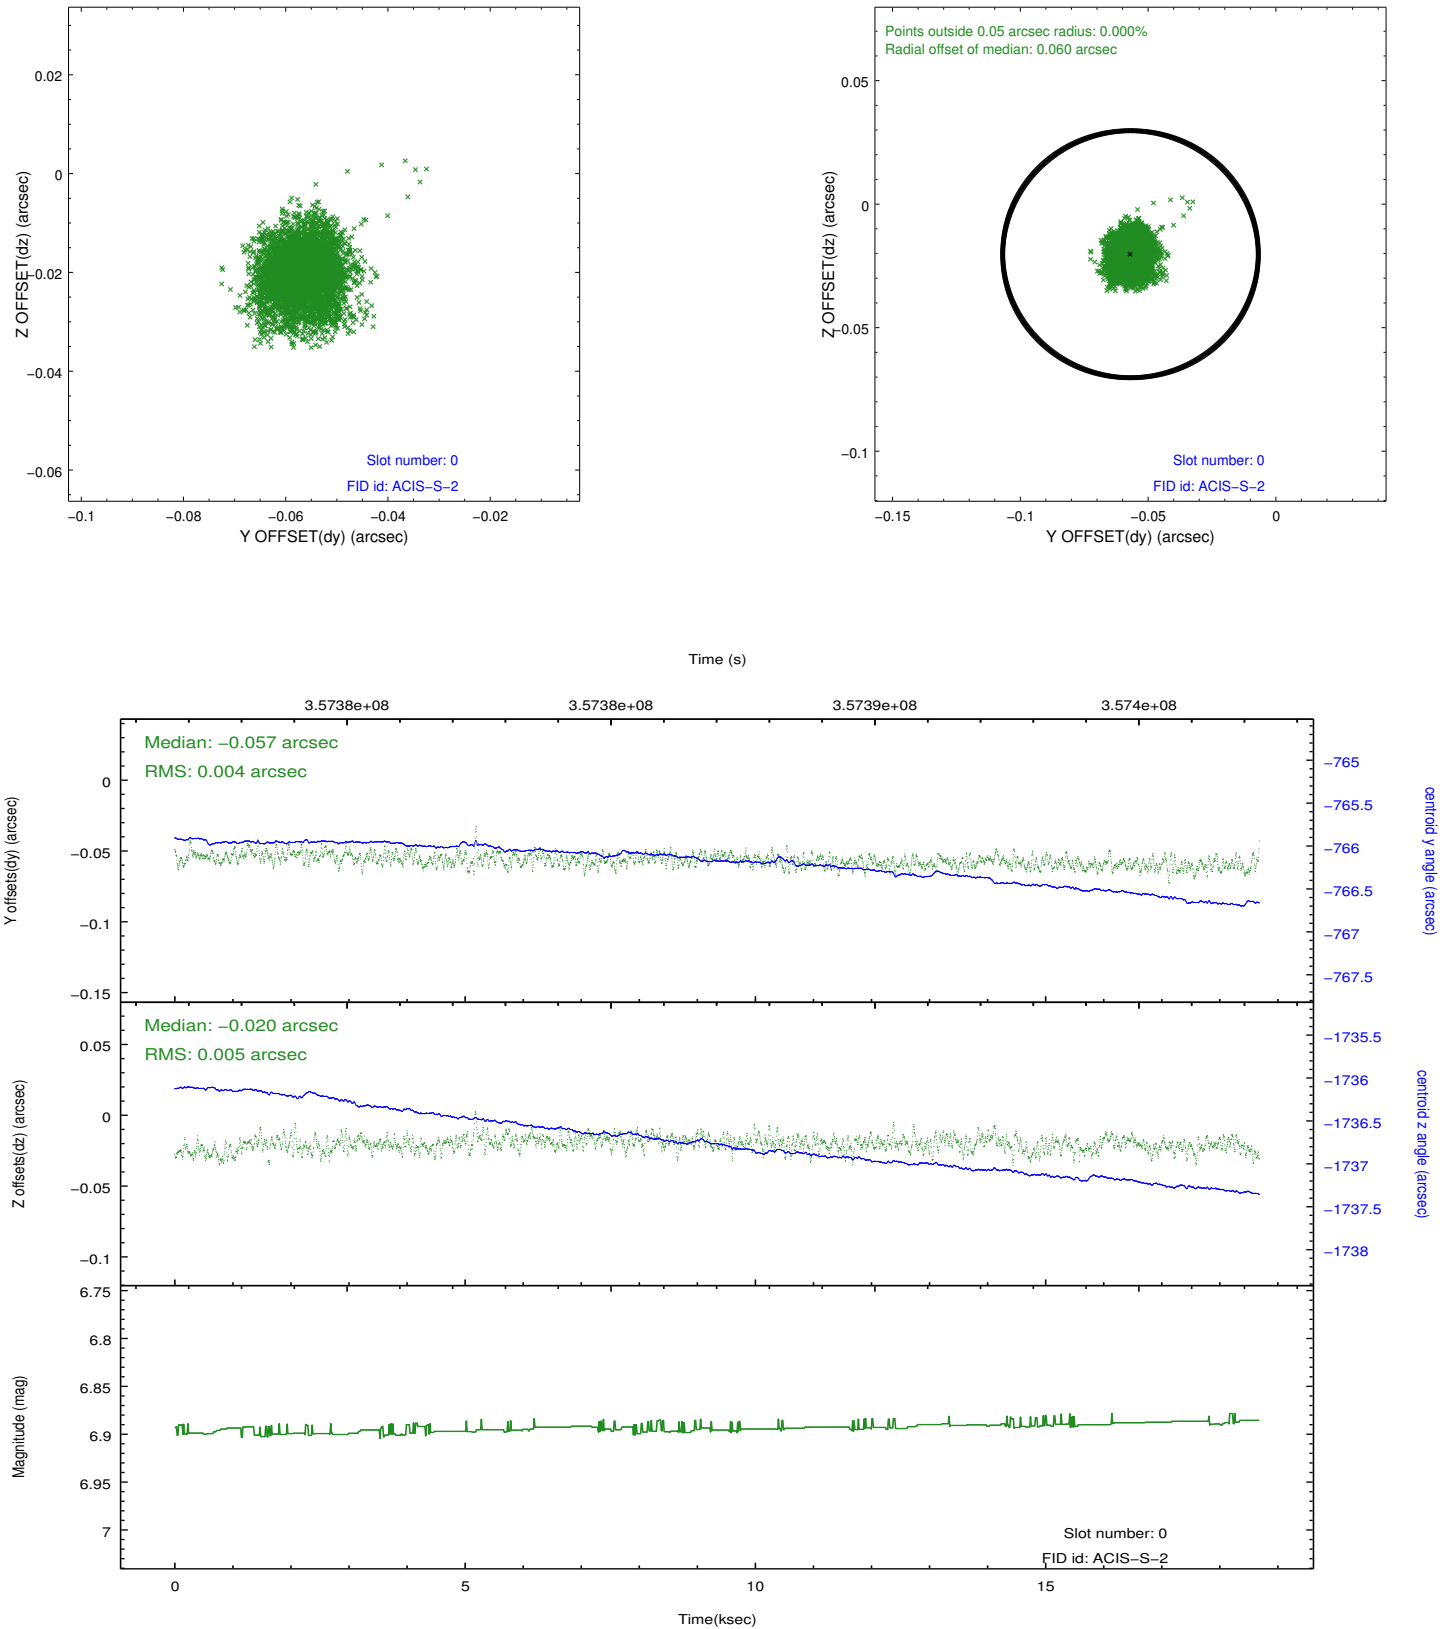 0.02
0
−0.02
−0.04
−0.06
Z OFFSET(dz) (arcsec)
Slot number: 0
FID id: ACIS−S−2
−0.1
−0.08
−0.06
−0.04
−0.02
Y OFFSET(dy) (arcsec)
Points outside 0.05 arcsec radius: 0.000%
Radial offset of median: 0.060 arcsec
0.05
0
−0.05
−0.1
Z OFFSET(dz) (arcsec)
Slot number: 0
FID id: ACIS−S−2
−0.15
−0.1
−0.05
0
Y OFFSET(dy) (arcsec)
Time (s)
3.5738e+08
3.5738e+08
3.5739e+08
3.574e+08
Median: −0.057 arcsec
RMS: 0.004 arcsec
0
−0.05
−0.1
−0.15
Y offsets(dy) (arcsec)
−765
−765.5
−766
−766.5
−767
−767.5
centroid y angle (arcsec)
Median: −0.020 arcsec
RMS: 0.005 arcsec
0.05
0
−0.05
−0.1
Z offsets(dz) (arcsec)
−1735.5
−1736
−1736.5
−1737
−1737.5
−1738
centroid z angle (arcsec)
6.75
6.8
6.85
6.9
6.95
7
Magnitude (mag)
Slot number: 0
FID id: ACIS−S−2
0
5
10
15
Time(ksec)